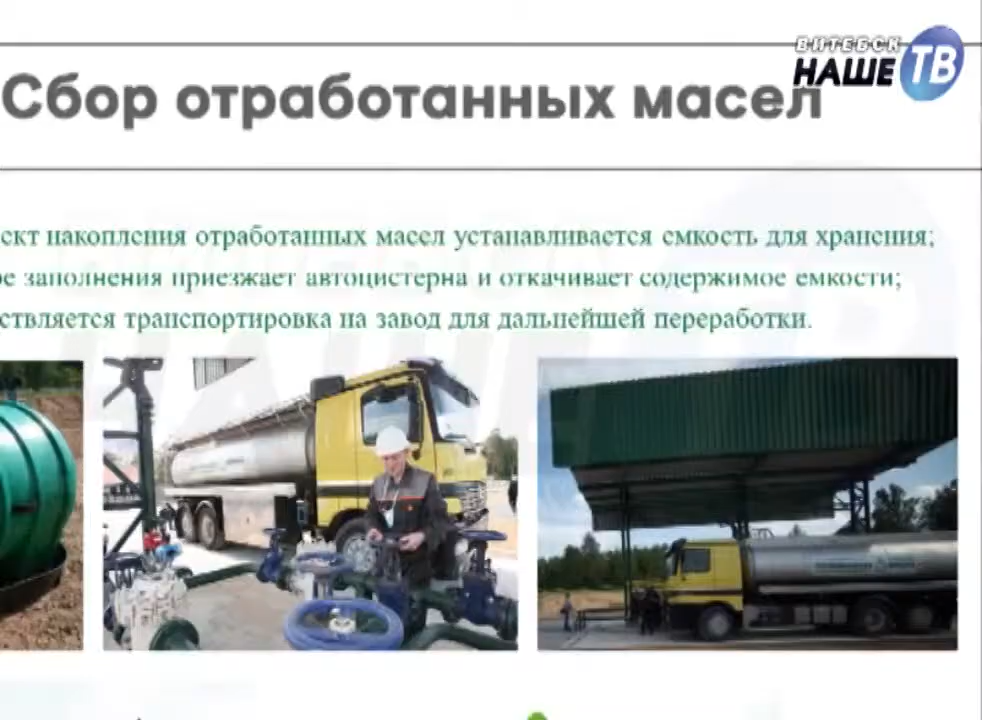 ВИТЕБСК
НАШЕ ТВ
Сбор отработанных масел
накопления отработанных масел устанавливается емкость для хранения;
заполнения приезжает автоцистерна и откачивает содержимое емкости;
транспортировка на завод для дальнейшей переработки.